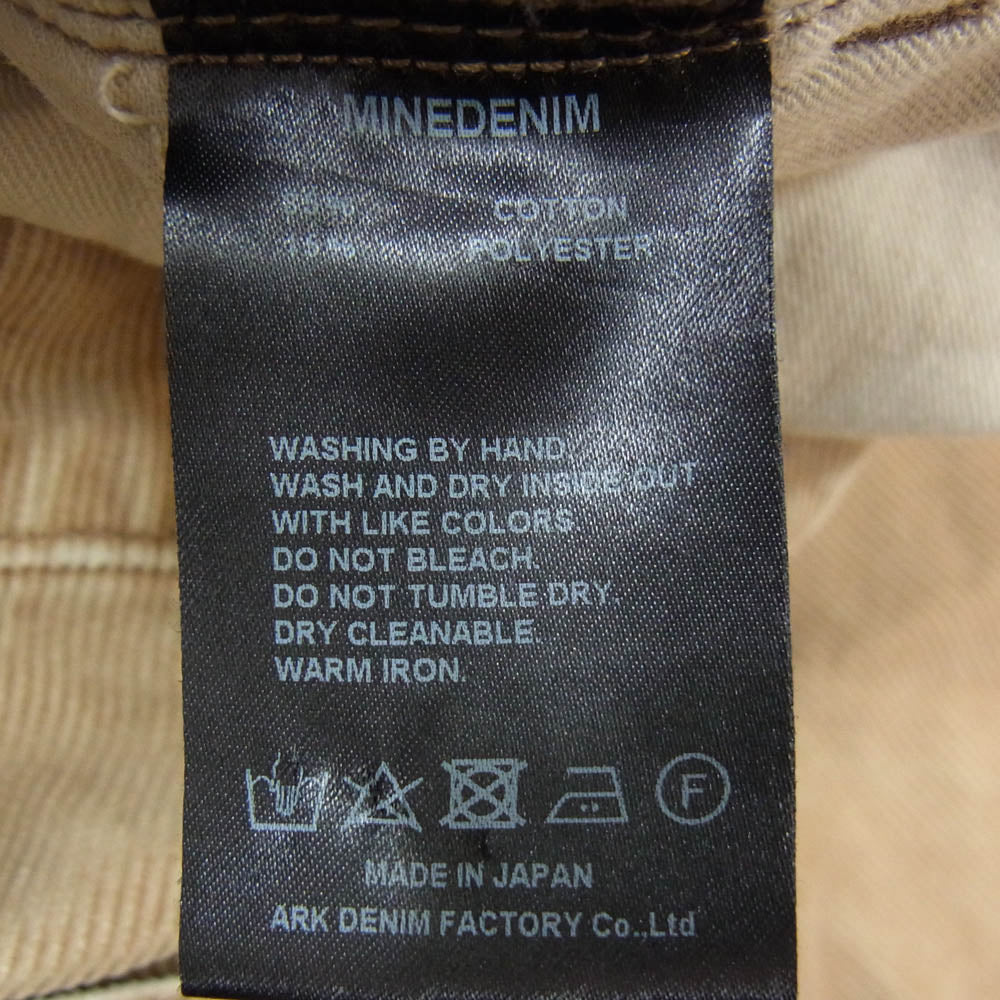 MINEDENIM
COTTON
15% POLYESTER
WASHING BY HAND.
WASH AND DRY INSIDE OUT
WITH LIKE COLORS.
DO NOT BLEACH.
DO NOT TUMBLE DRY.
DRY CLEANABLE.
WARM IRON.
F
MADE IN JAPAN
ARK DENIM FACTORY Co.,Ltd